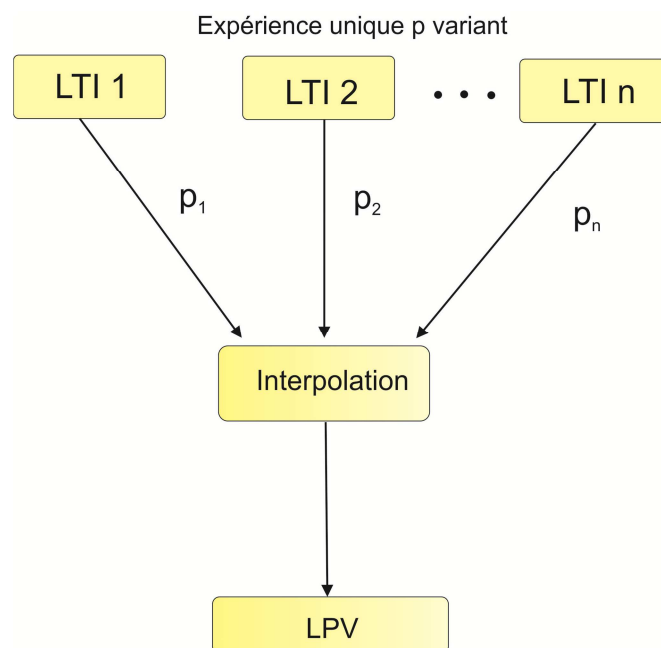 Expérience unique p variant
LTI 1
LTI 2
• • •
LTI n
p₁
p₂
pₙ
Interpolation
LPV